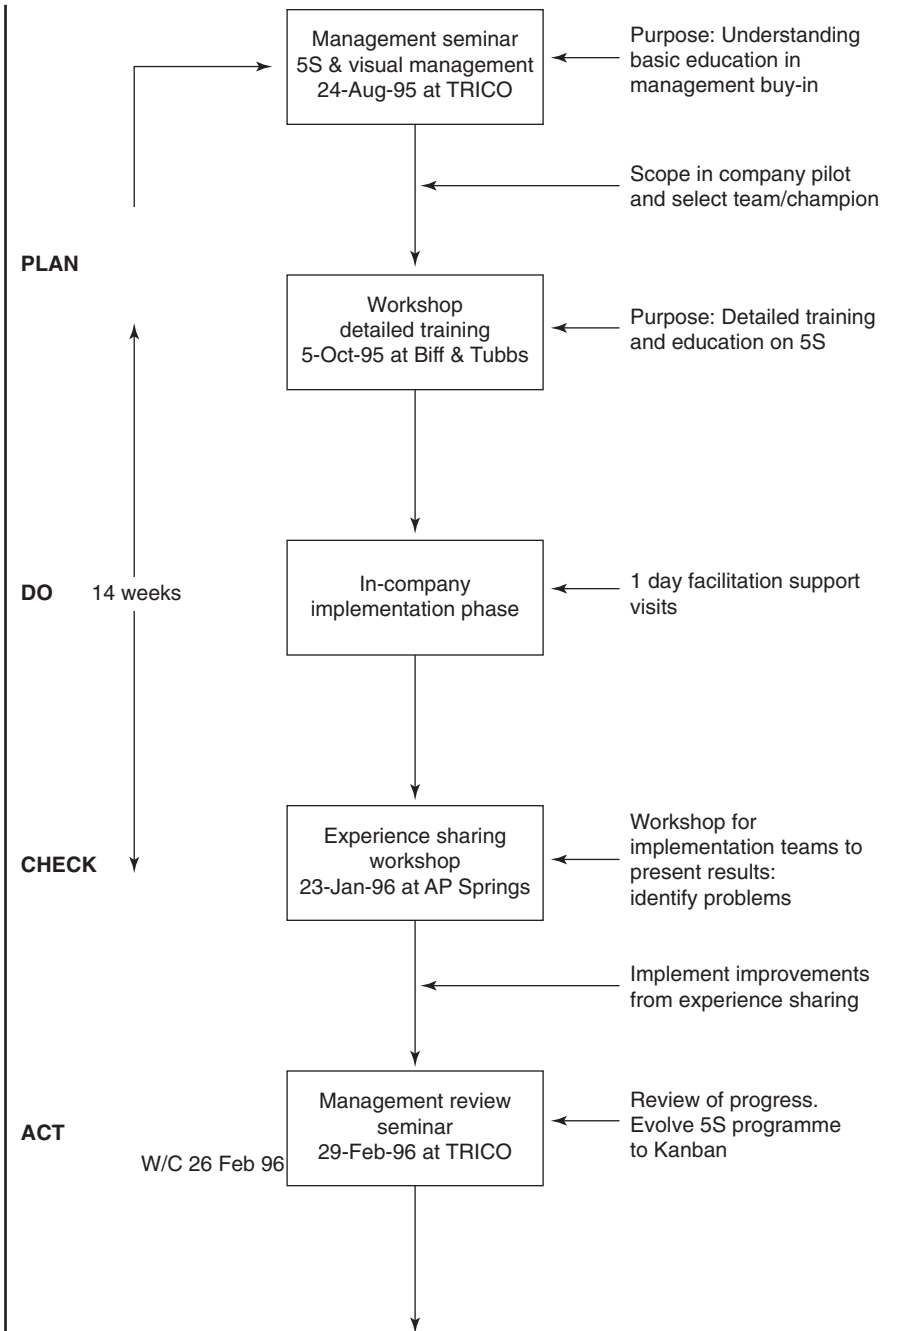 Management seminar
5S & visual management
24-Aug-95 at TRICO
Purpose: Understanding
basic education in
management buy-in
Scope in company pilot
and select team/champion
PLAN
Workshop
detailed training
5-Oct-95 at Biff & Tubbs
Purpose: Detailed training
and education on 5S
DO
14 weeks
In-company
implementation phase
1 day facilitation support
visits
CHECK
Experience sharing
workshop
23-Jan-96 at AP Springs
Workshop for
implementation teams to
present results:
identify problems
Implement improvements
from experience sharing
ACT
W/C 26 Feb 96
Management review
seminar
29-Feb-96 at TRICO
Review of progress.
Evolve 5S programme
to Kanban